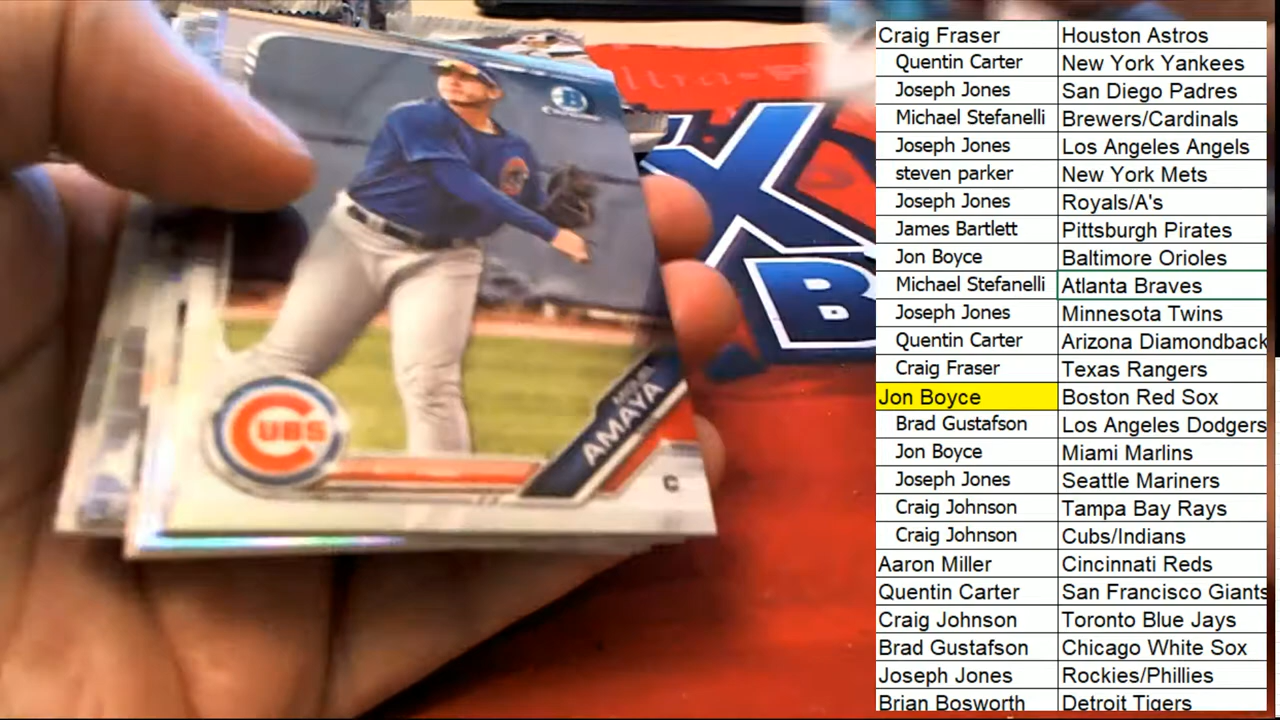 B
CUBS
AMAYA
C
ltra-P
X
B
Craig Fraser Houston Astros
Quentin Carter New York Yankees
Joseph Jones San Diego Padres
Michael Stefanelli Brewers/Cardinals
Joseph Jones Los Angeles Angels
steven parker New York Mets
Joseph Jones Royals/A's
James Bartlett Pittsburgh Pirates
Jon Boyce Baltimore Orioles
Michael Stefanelli Atlanta Braves
Joseph Jones Minnesota Twins
Quentin Carter Arizona Diamondback
Craig Fraser Texas Rangers
Jon Boyce Boston Red Sox
Brad Gustafson Los Angeles Dodgers
Jon Boyce Miami Marlins
Joseph Jones Seattle Mariners
Craig Johnson Tampa Bay Rays
Craig Johnson Cubs/Indians
Aaron Miller Cincinnati Reds
Quentin Carter San Francisco Giants
Craig Johnson Toronto Blue Jays
Brad Gustafson Chicago White Sox
Joseph Jones Rockies/Phillies
Brian Bosworth Detroit Tigers